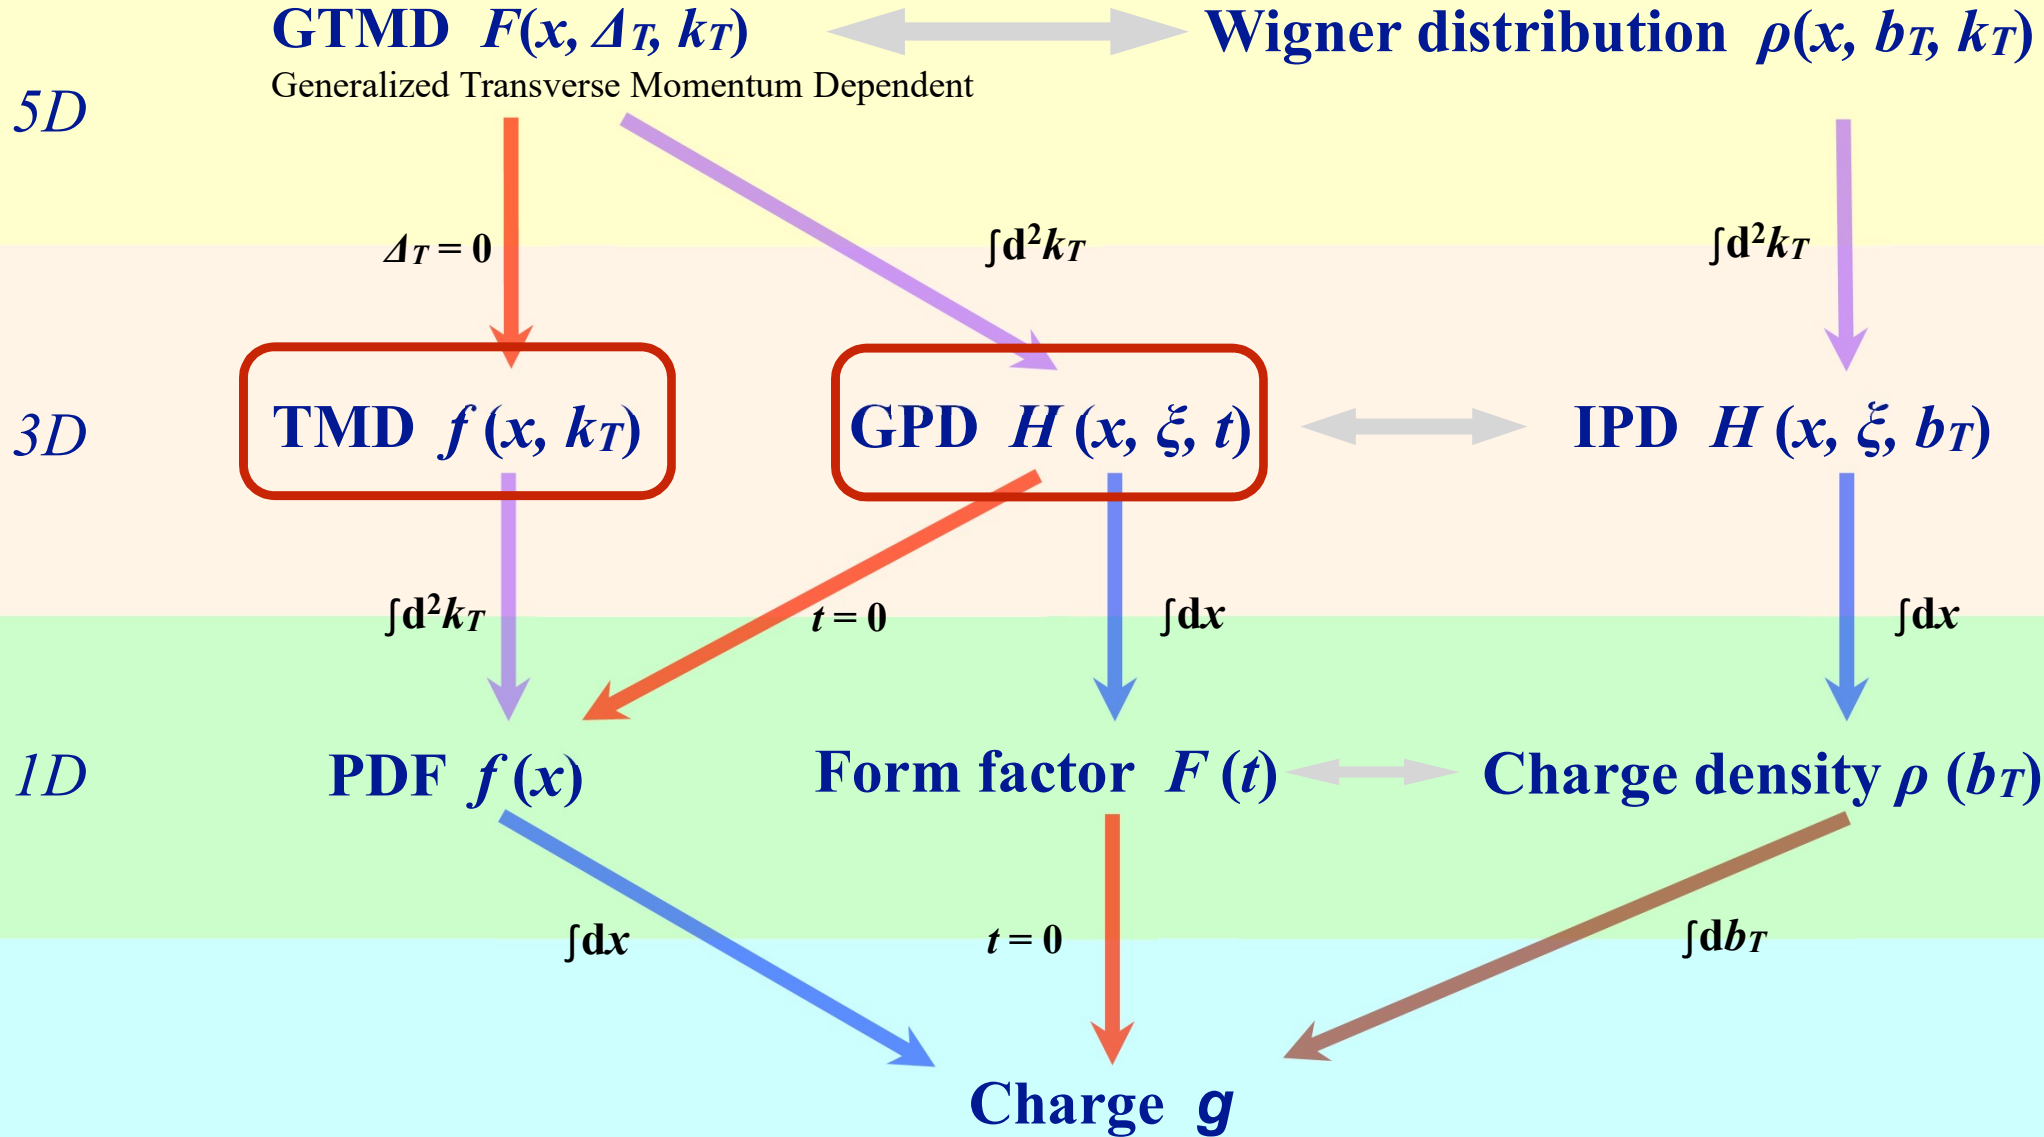 GTMD F(x, ΔT, kT)
Wigner distribution ρ(x, bT, kT)
Generalized Transverse Momentum Dependent
5D
ΔT = 0
∫d²kT
∫d²kT
3D
TMD f (x, kT)
GPD H (x, ξ, t)
IPD H (x, ξ, bT)
∫d²kT
t = 0
∫dx
∫dx
1D
PDF f (x)
Form factor F (t)
Charge density ρ (bT)
∫dx
t = 0
∫dbT
Charge g